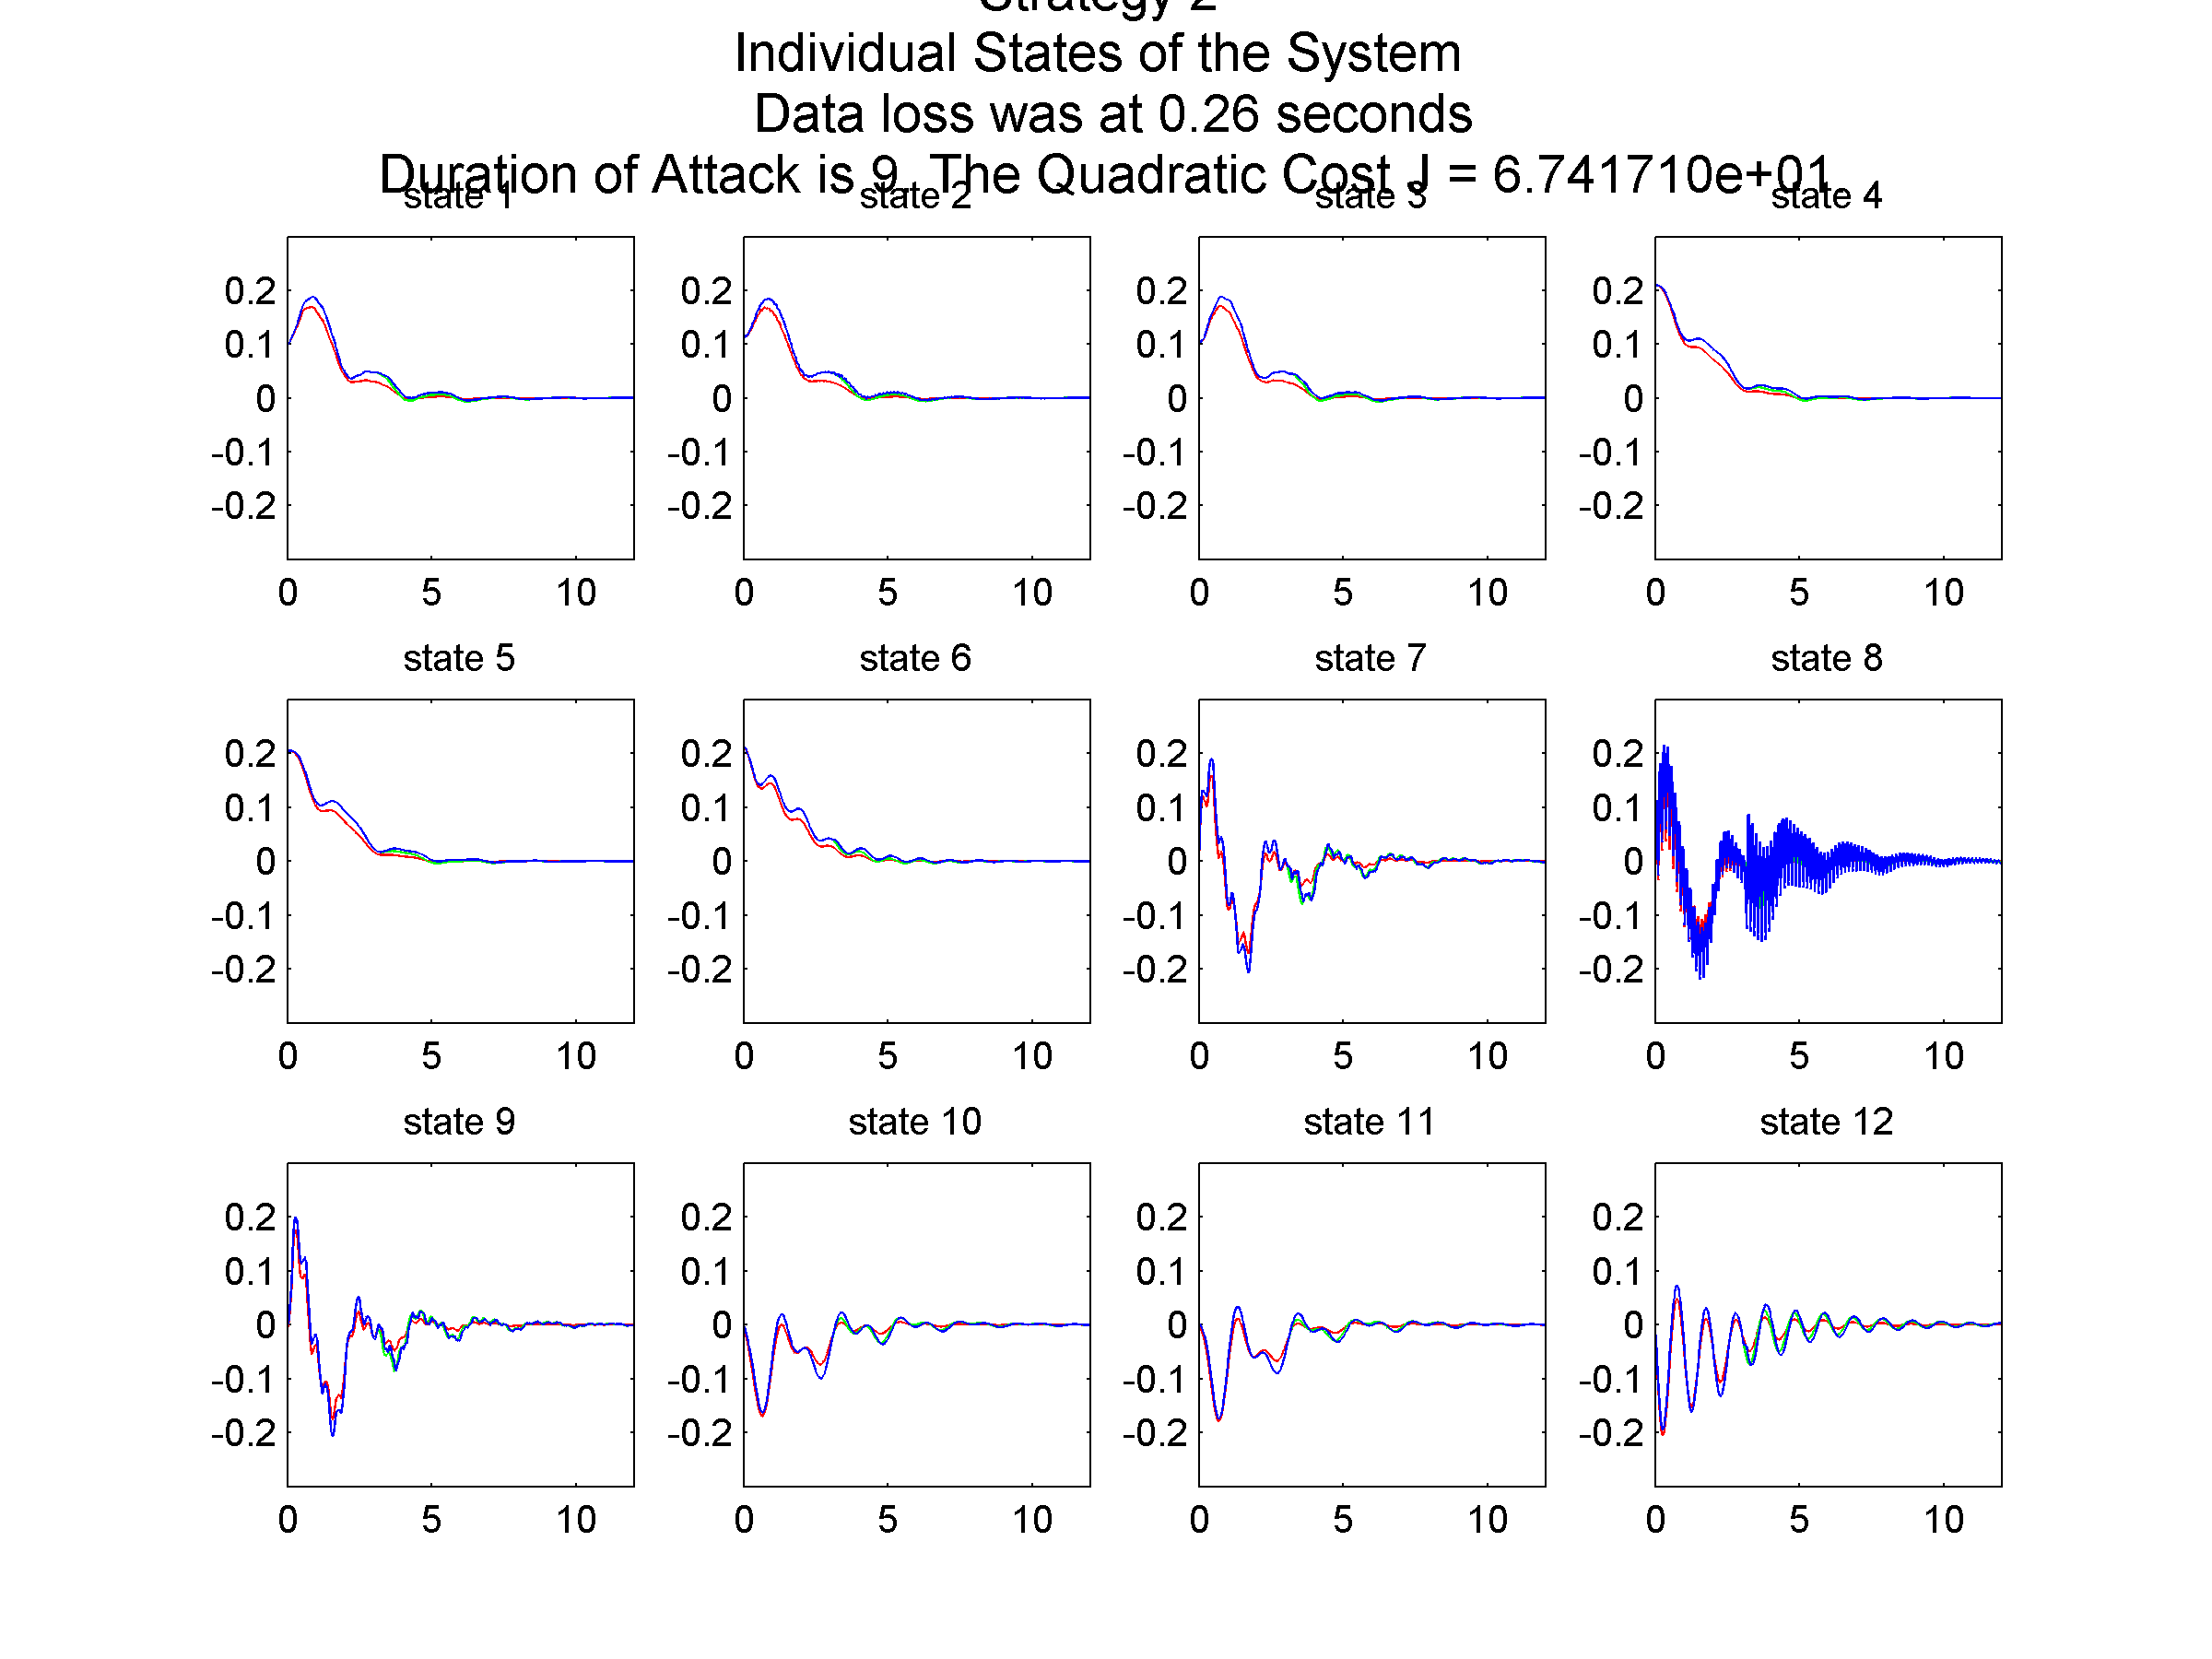 Strategy 2
Individual States of the System
Data loss was at 0.26 seconds
Duration of Attack is 9. The Quadratic Cost J = 6.741710e+01
state 1 state 2 state 3 state 4
0.2 0.2 0.2 0.2
0.1 0.1 0.1 0.1
0 0 0 0
-0.1 -0.1 -0.1 -0.1
-0.2 -0.2 -0.2 -0.2
0 5 10 0 5 10 0 5 10 0 5 10
state 5 state 6 state 7 state 8
0.2 0.2 0.2 0.2
0.1 0.1 0.1 0.1
0 0 0 0
-0.1 -0.1 -0.1 -0.1
-0.2 -0.2 -0.2 -0.2
0 5 10 0 5 10 0 5 10 0 5 10
state 9 state 10 state 11 state 12
0.2 0.2 0.2 0.2
0.1 0.1 0.1 0.1
0 0 0 0
-0.1 -0.1 -0.1 -0.1
-0.2 -0.2 -0.2 -0.2
0 5 10 0 5 10 0 5 10 0 5 10